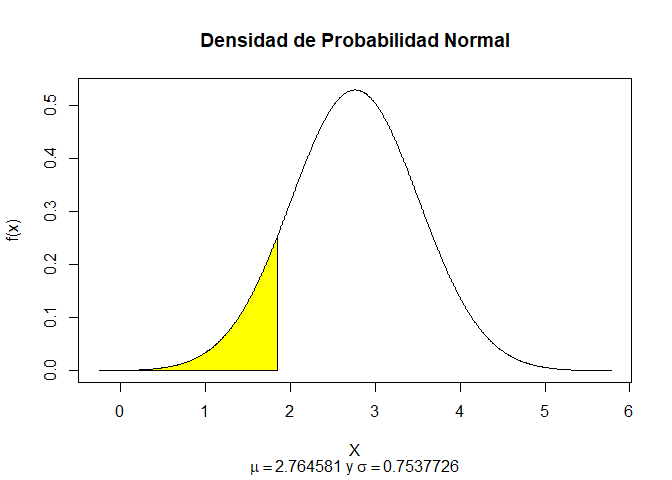 Densidad de Probabilidad Normal
f(x)
0.0 0.1 0.2 0.3 0.4 0.5
0 1 2 3 4 5 6
X
μ = 2.764581 y σ = 0.7537726